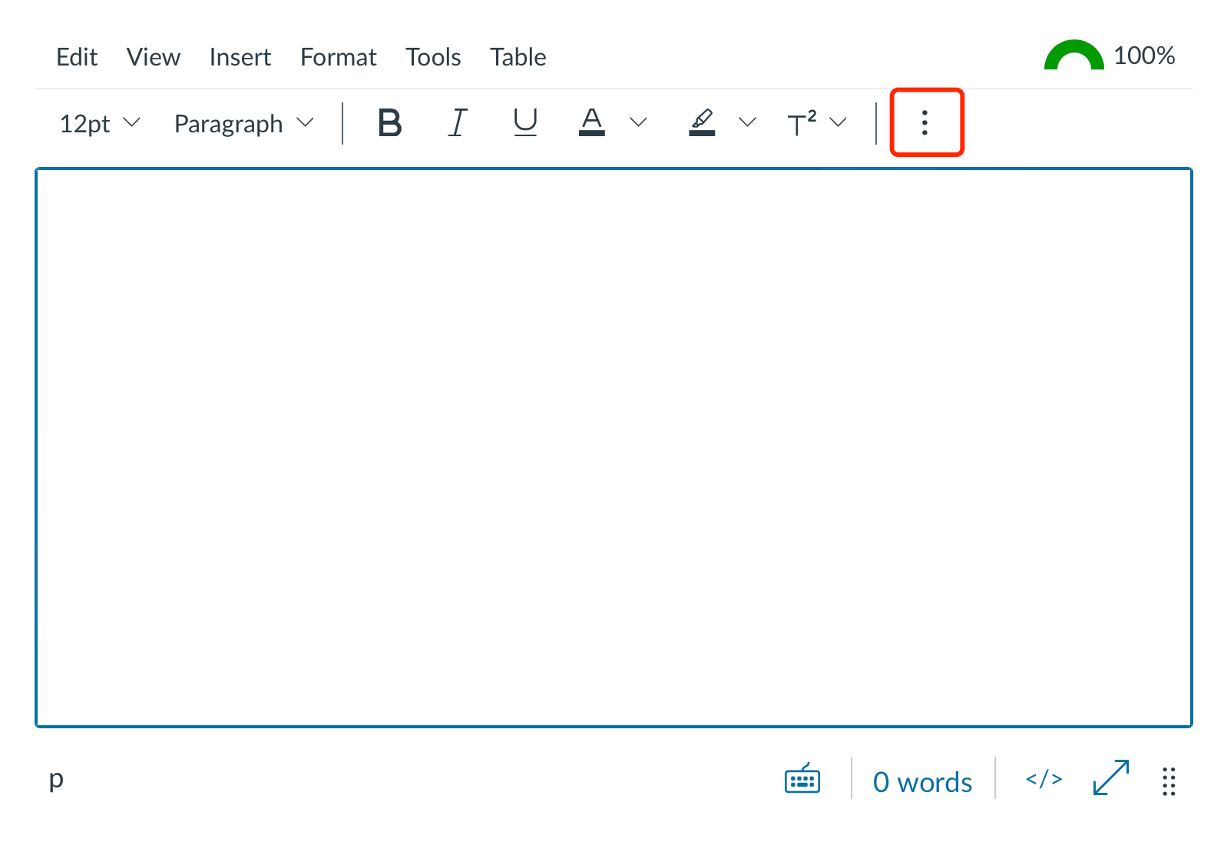 Edit View Insert Format Tools Table 100%
12pt Paragraph B I U A T²
p 0 words </>